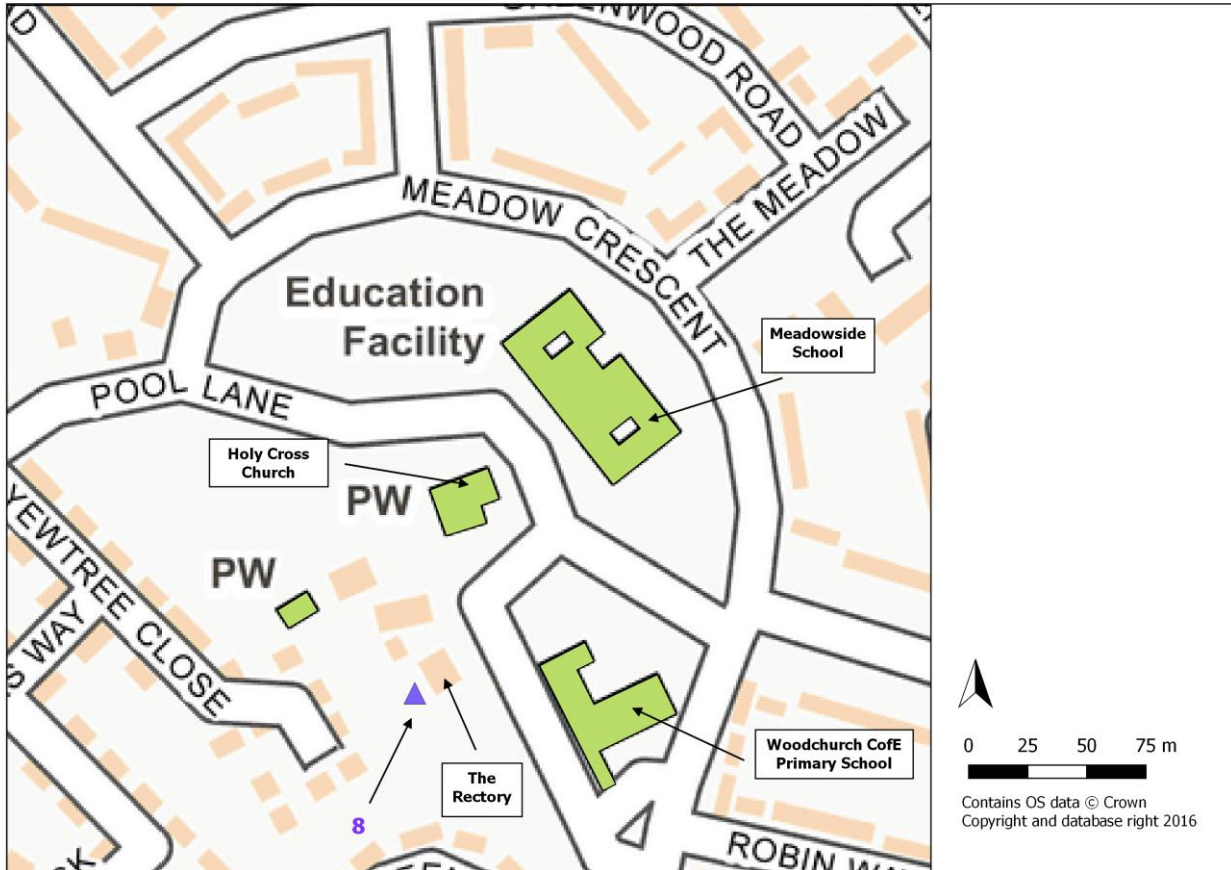 GREENWOOD ROAD
THE MEADOW
MEADOW CRESCENT
Education
Facility
Meadowside
School
POOL LANE
Holy Cross
Church
PW
PW
YEWTREE CLOSE
S WAY
The
Rectory
8
Woodchurch CofE
Primary School
ROBIN WA
0 25 50 75 m
Contains OS data © Crown
Copyright and database right 2016